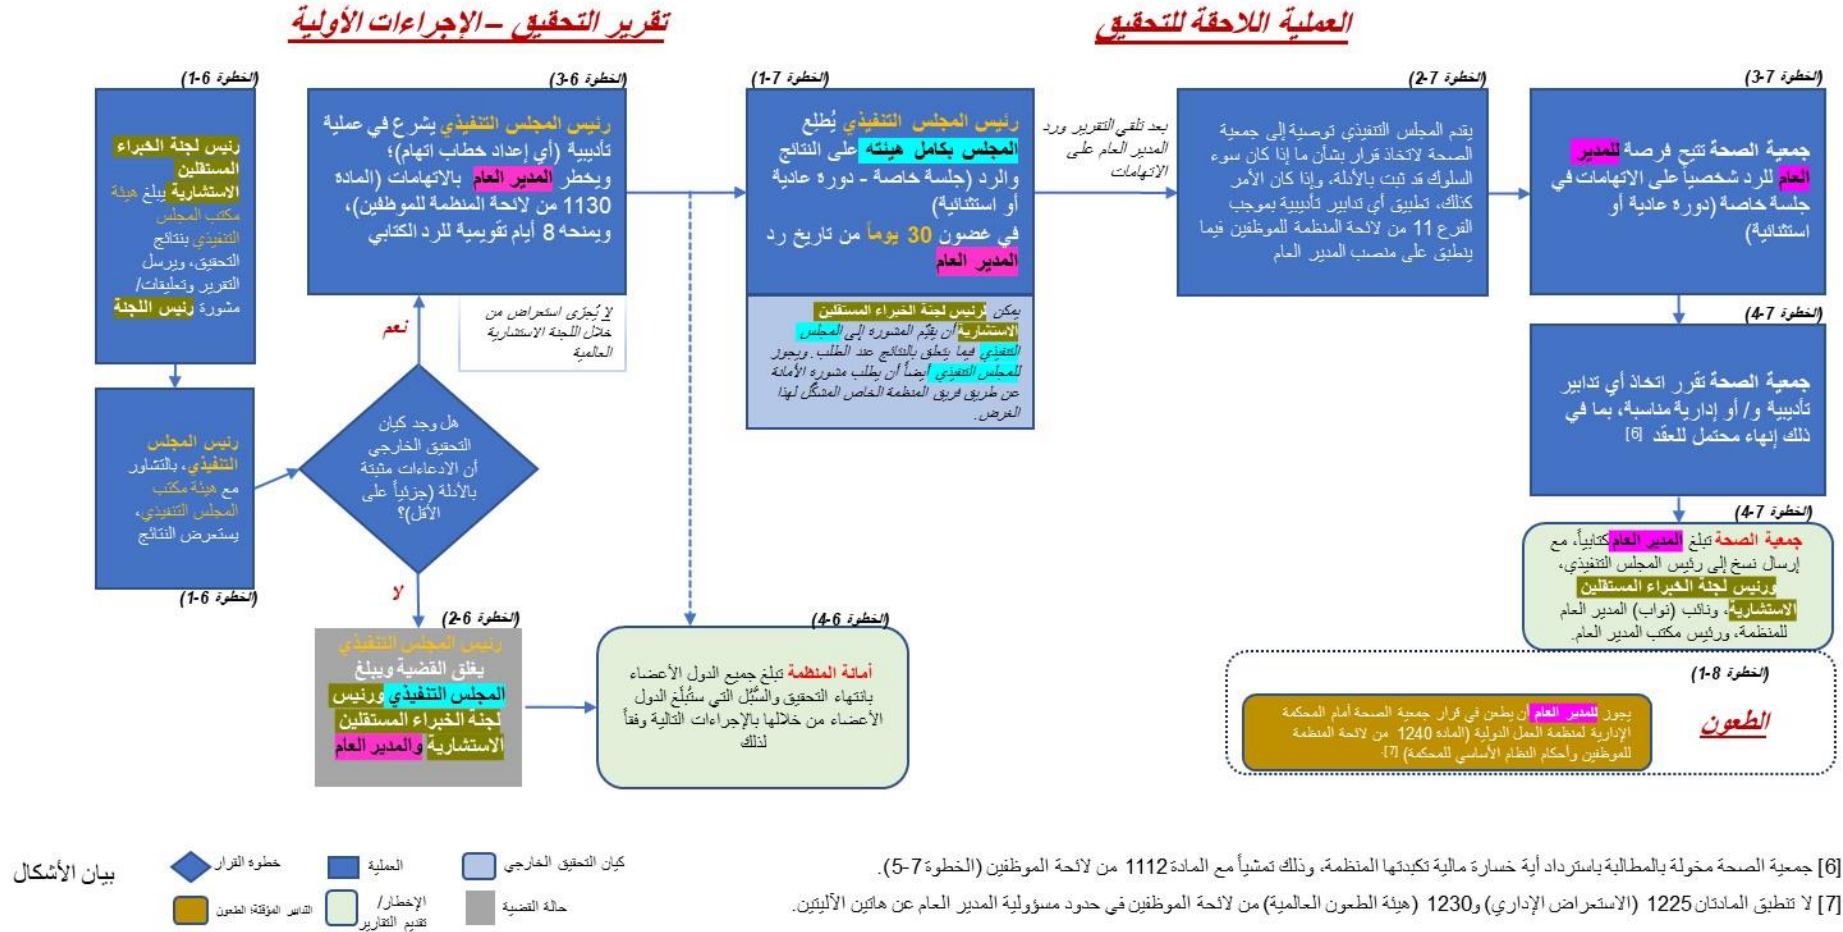 تقرير التحقيق – الإجراءات الأولية
(الخطوة 6-1)
رئيس لجنة الخبراء
المستقلين
الاستشارية يبلغ هيئة
مكتب المجلس
التنفيذي بنتائج
التحقيق، ويرسل
التقرير وتعليقات/
مشورة رئيس اللجنة
رئيس المجلس
التنفيذي، بالتشاور
مع هيئة مكتب
المجلس التنفيذي،
يستعرض النتائج
(الخطوة 6-1)
هل وجد كيان
التحقيق الخارجي
أن الادعاءات مثبتة
بالأدلة (جزئياً على
الأقل)؟
نعم
لا
(الخطوة 6-3)
رئيس المجلس التنفيذي يشرع في عملية
تأديبية (أي إعداد خطاب اتهام)؛
ويخطر المدير العام بالاتهامات (المادة
1130 من لائحة المنظمة للموظفين)،
ويمنحه 8 أيام تقويمية للرد الكتابي
لا يُجرَى استعراض من
خلال اللجنة الاستشارية
العالمية
(الخطوة 6-2)
رئيس المجلس التنفيذي
يغلق القضية ويبلغ
المجلس التنفيذي ورئيس
لجنة الخبراء المستقلين
الاستشارية والمدير العام
(الخطوة 6-4)
أمانة المنظمة تبلغ جميع الدول الأعضاء
بانتهاء التحقيق والسُّبُل التي ستُبلَّغ الدول
الأعضاء من خلالها بالإجراءات التالية وفقاً
لذلك
العملية اللاحقة للتحقيق
(الخطوة 7-1)
رئيس المجلس التنفيذي يُطلِع
المجلس بكامل هيئته على النتائج
والرد (جلسة خاصة - دورة عادية
أو استثنائية)
في غضون 30 يوماً من تاريخ رد
المدير العام
يمكن لرئيس لجنة الخبراء المستقلين
الاستشارية أن يقدِّم المشورة إلى المجلس
التنفيذي فيما يتعلق بالنتائج عند الطلب. ويجوز
للمجلس التنفيذي أيضاً أن يطلب مشورة الأمانة
عن طريق فريق المنظمة الخاص المشكَّل لهذا
الغرض.
بعد تلقي التقرير ورد
المدير العام على
الاتهامات
(الخطوة 7-2)
يقدم المجلس التنفيذي توصية إلى جمعية
الصحة لاتخاذ قرار بشأن ما إذا كان سوء
السلوك قد ثبت بالأدلة، وإذا كان الأمر
كذلك، تطبيق أي تدابير تأديبية بموجب
الفرع 11 من لائحة المنظمة للموظفين فيما
ينطبق على منصب المدير العام
(الخطوة 7-3)
جمعية الصحة تتيح فرصة للمدير
العام للرد شخصياً على الاتهامات في
جلسة خاصة (دورة عادية أو
استثنائية)
(الخطوة 7-4)
جمعية الصحة تقرر اتخاذ أي تدابير
تأديبية و/ أو إدارية مناسبة، بما في
ذلك إنهاء محتمل للعقد [6]
(الخطوة 7-4)
جمعية الصحة تبلغ المدير العام كتابياً، مع
إرسال نسخ إلى رئيس المجلس التنفيذي،
ورئيس لجنة الخبراء المستقلين
الاستشارية، ونائب (نواب) المدير العام
للمنظمة، ورئيس مكتب المدير العام.
(الخطوة 8-1)
الطعون
يجوز للمدير العام أن يطعن في قرار جمعية الصحة أمام المحكمة
الإدارية لمنظمة العمل الدولية (المادة 1240 من لائحة المنظمة
للموظفين وأحكام النظام الأساسي للمحكمة) [7].
[6] جمعية الصحة مخولة بالمطالبة باسترداد أية خسارة مالية تكبدتها المنظمة، وذلك تمشياً مع المادة 1112 من لائحة الموظفين (الخطوة 7-5).
[7] لا تنطبق المادتان 1225 (الاستعراض الإداري) و1230 (هيئة الطعون العالمية) من لائحة الموظفين في حدود مسؤولية المدير العام عن هاتين الآليتين.
بيان الأشكال
خطوة القرار
العملية
كيان التحقيق الخارجي
التدابير المؤقتة؛ الطعون
الإخطار/
تقديم التقارير
حالة القضية